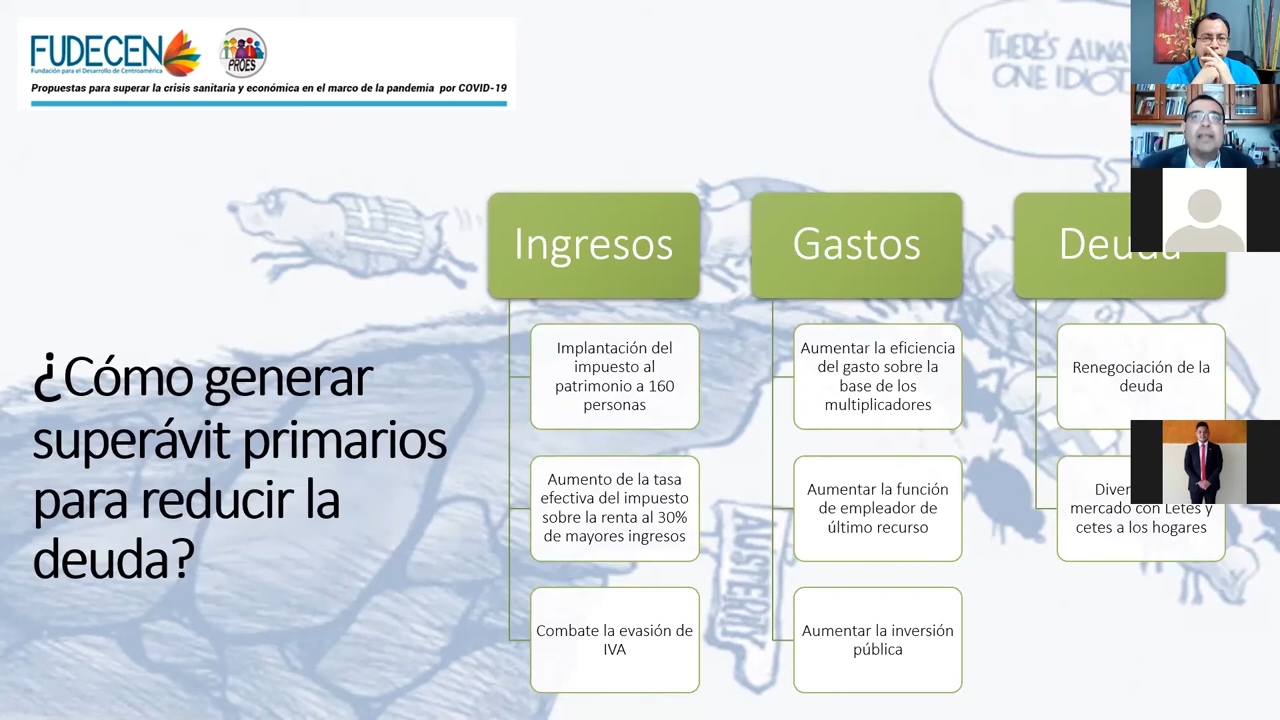 FUDECEN
Fundación para el Desarrollo de Centroamérica
PROES
Propuestas para superar la crisis sanitaria y económica en el marco de la pandemia por COVID-19
THERE'S
ONE
¿Cómo generar
superávit primarios
para reducir la
deuda?
Ingresos
Implantación del
impuesto al
patrimonio a 160
personas
Aumento de la tasa
efectiva del impuesto
sobre la renta al 30%
de mayores ingresos
Combate la evasión de
IVA
Gastos
Aumentar la eficiencia
del gasto sobre la
base de los
multiplicadores
Aumentar la función
de empleador de
último recurso
Aumentar la inversión
pública
Deuda
Renegociación de la
deuda
mercado con Letes y
cetes a los hogares
AUSTERITY